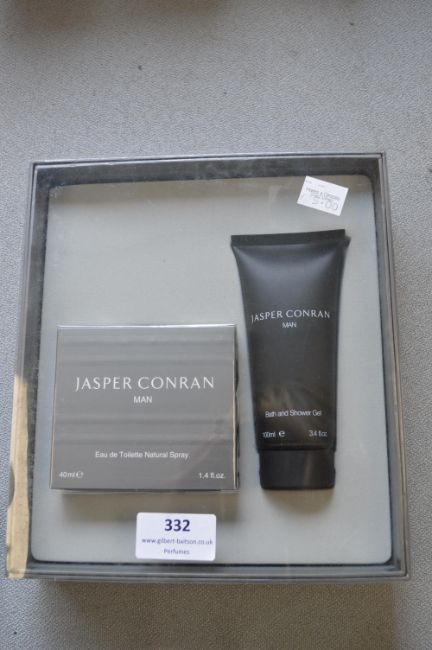 JASPER CONRAN
MAN
Eau de Toilette Natural Spray
40ml e 1.4 fl.oz.
JASPER CONRAN
MAN
Bath and Shower Gel
100ml e 3.4 fl.oz.
332
www.gilbert-baitson.co.uk
Perfumes